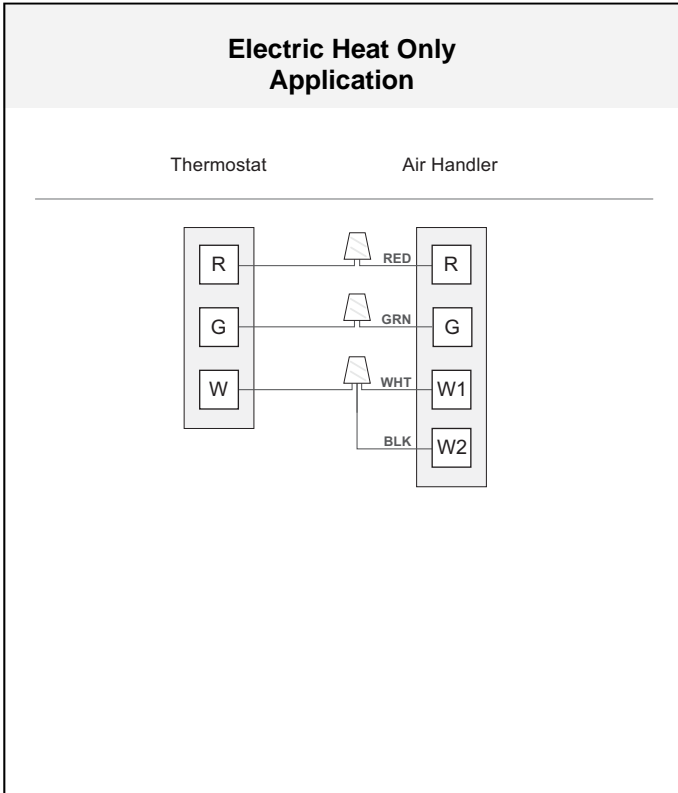 Electric Heat Only
Application
Thermostat Air Handler
R RED R
G GRN G
W WHT W1
BLK W2